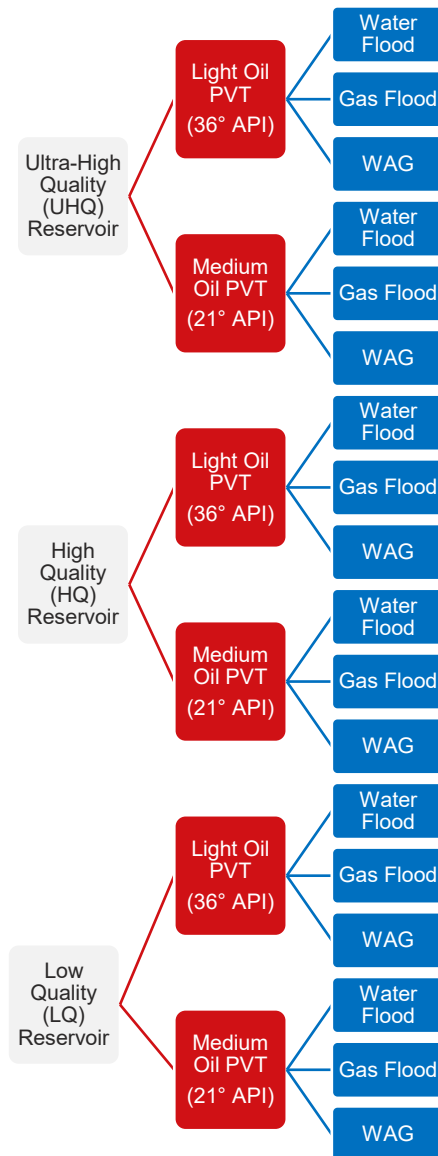 Ultra-High
Quality
(UHQ)
Reservoir
Light Oil
PVT
(36° API)
Water
Flood
Gas Flood
WAG
Medium
Oil PVT
(21° API)
Water
Flood
Gas Flood
WAG
High
Quality
(HQ)
Reservoir
Light Oil
PVT
(36° API)
Water
Flood
Gas Flood
WAG
Medium
Oil PVT
(21° API)
Water
Flood
Gas Flood
WAG
Low
Quality
(LQ)
Reservoir
Light Oil
PVT
(36° API)
Water
Flood
Gas Flood
WAG
Medium
Oil PVT
(21° API)
Water
Flood
Gas Flood
WAG